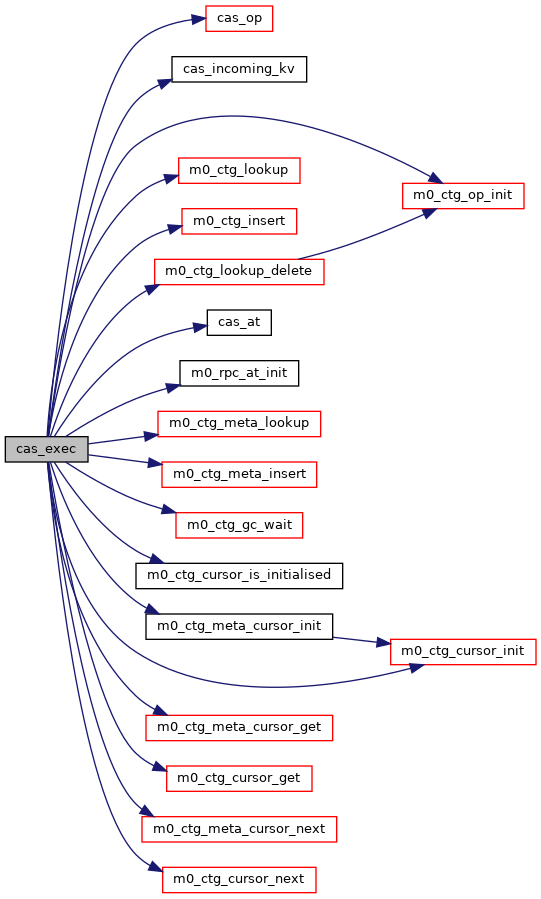 cas_op
cas_incoming_kv
m0_ctg_lookup
m0_ctg_op_init
m0_ctg_insert
m0_ctg_lookup_delete
cas_at
m0_rpc_at_init
m0_ctg_meta_lookup
cas_exec
m0_ctg_meta_insert
m0_ctg_gc_wait
m0_ctg_cursor_is_initialised
m0_ctg_meta_cursor_init
m0_ctg_cursor_init
m0_ctg_meta_cursor_get
m0_ctg_cursor_get
m0_ctg_meta_cursor_next
m0_ctg_cursor_next